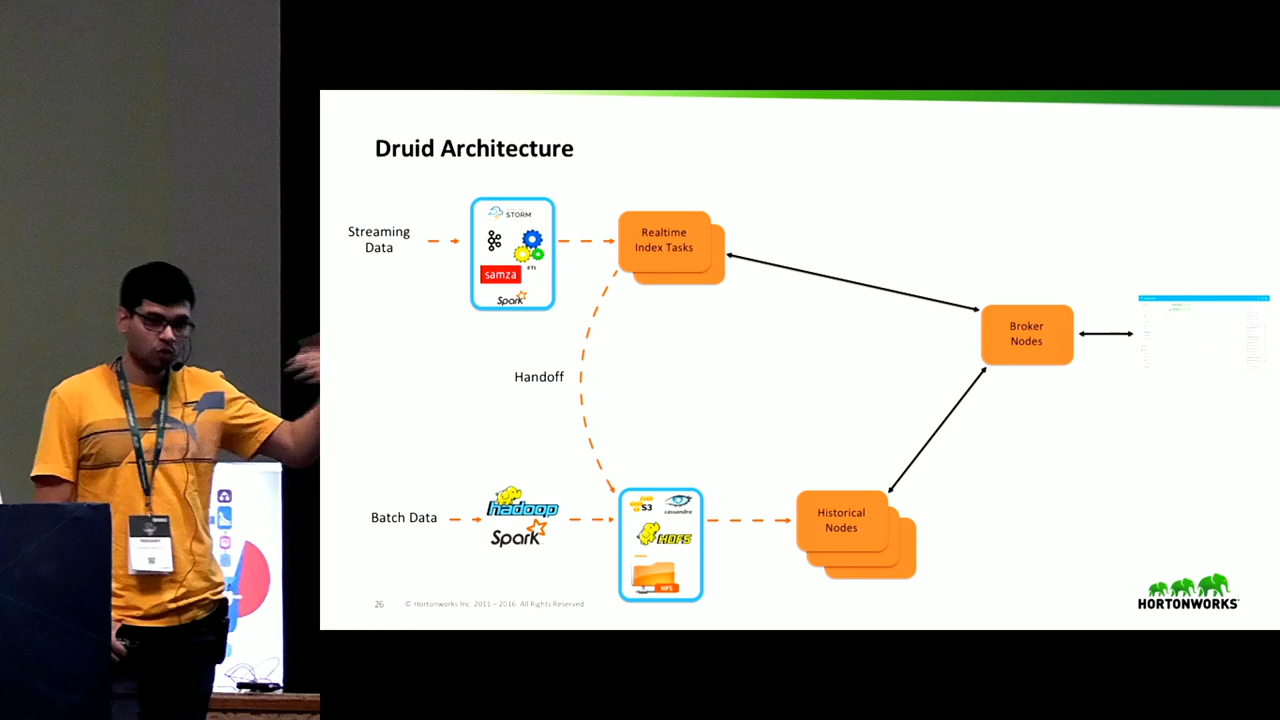 Druid Architecture
Streaming
Data
STORM
samza
ETL
Spark
Realtime
Index Tasks
Broker
Nodes
Handoff
Batch Data
hadoop
Spark
S3
cassandra
HDFS
NFS
Historical
Nodes
26
© Hortonworks Inc 2011 – 2016 All Rights Reserved
HORTONWORKS